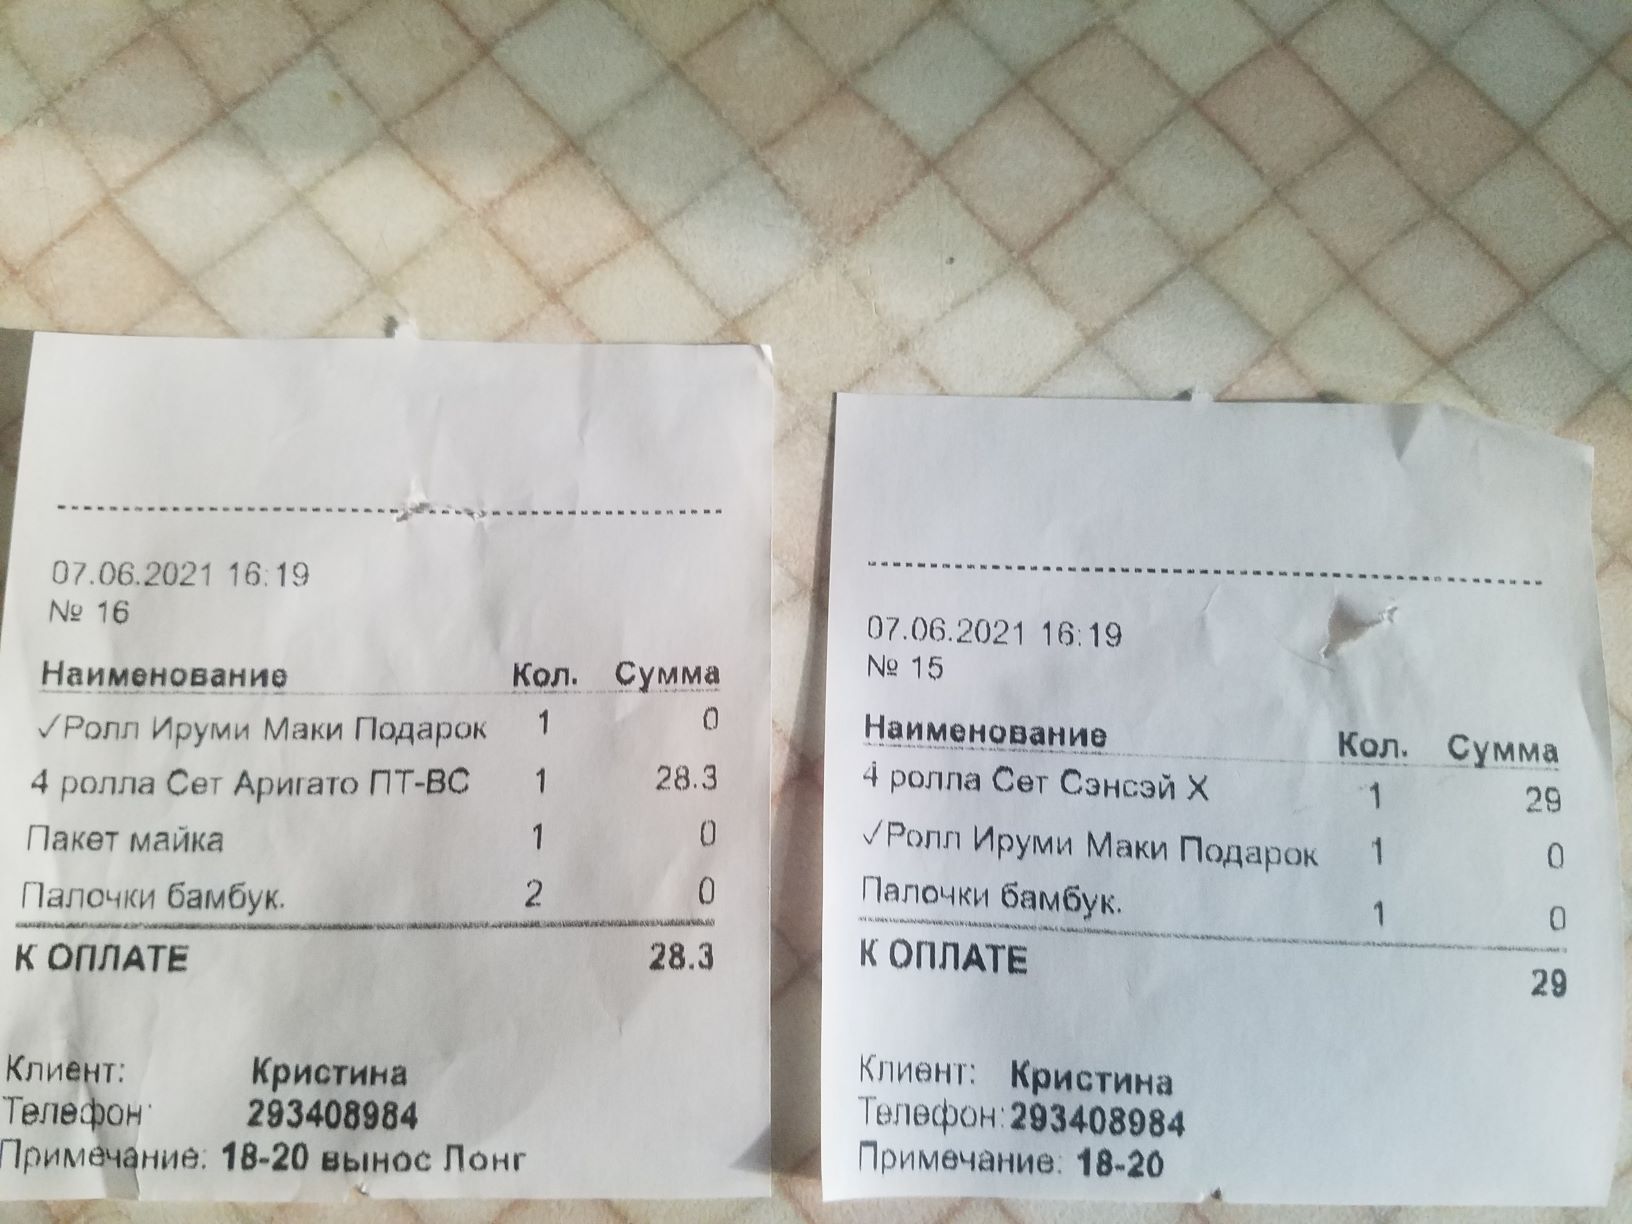 07.06.2021 16:19
№ 16
Наименование Кол. Сумма
✓Ролл Ируми Маки Подарок 1 0
4 ролла Сет Аригато ПТ-ВС 1 28.3
Пакет майка 1 0
Палочки бамбук. 2 0
К ОПЛАТЕ 28.3
Клиент: Кристина
Телефон: 293408984
Примечание: 18-20 вынос Лонг
07.06.2021 16:19
№ 15
Наименование Кол. Сумма
4 ролла Сет Сэнсэй Х 1 29
✓Ролл Ируми Маки Подарок 1 0
Палочки бамбук. 1 0
К ОПЛАТЕ 29
Клиент: Кристина
Телефон: 293408984
Примечание: 18-20